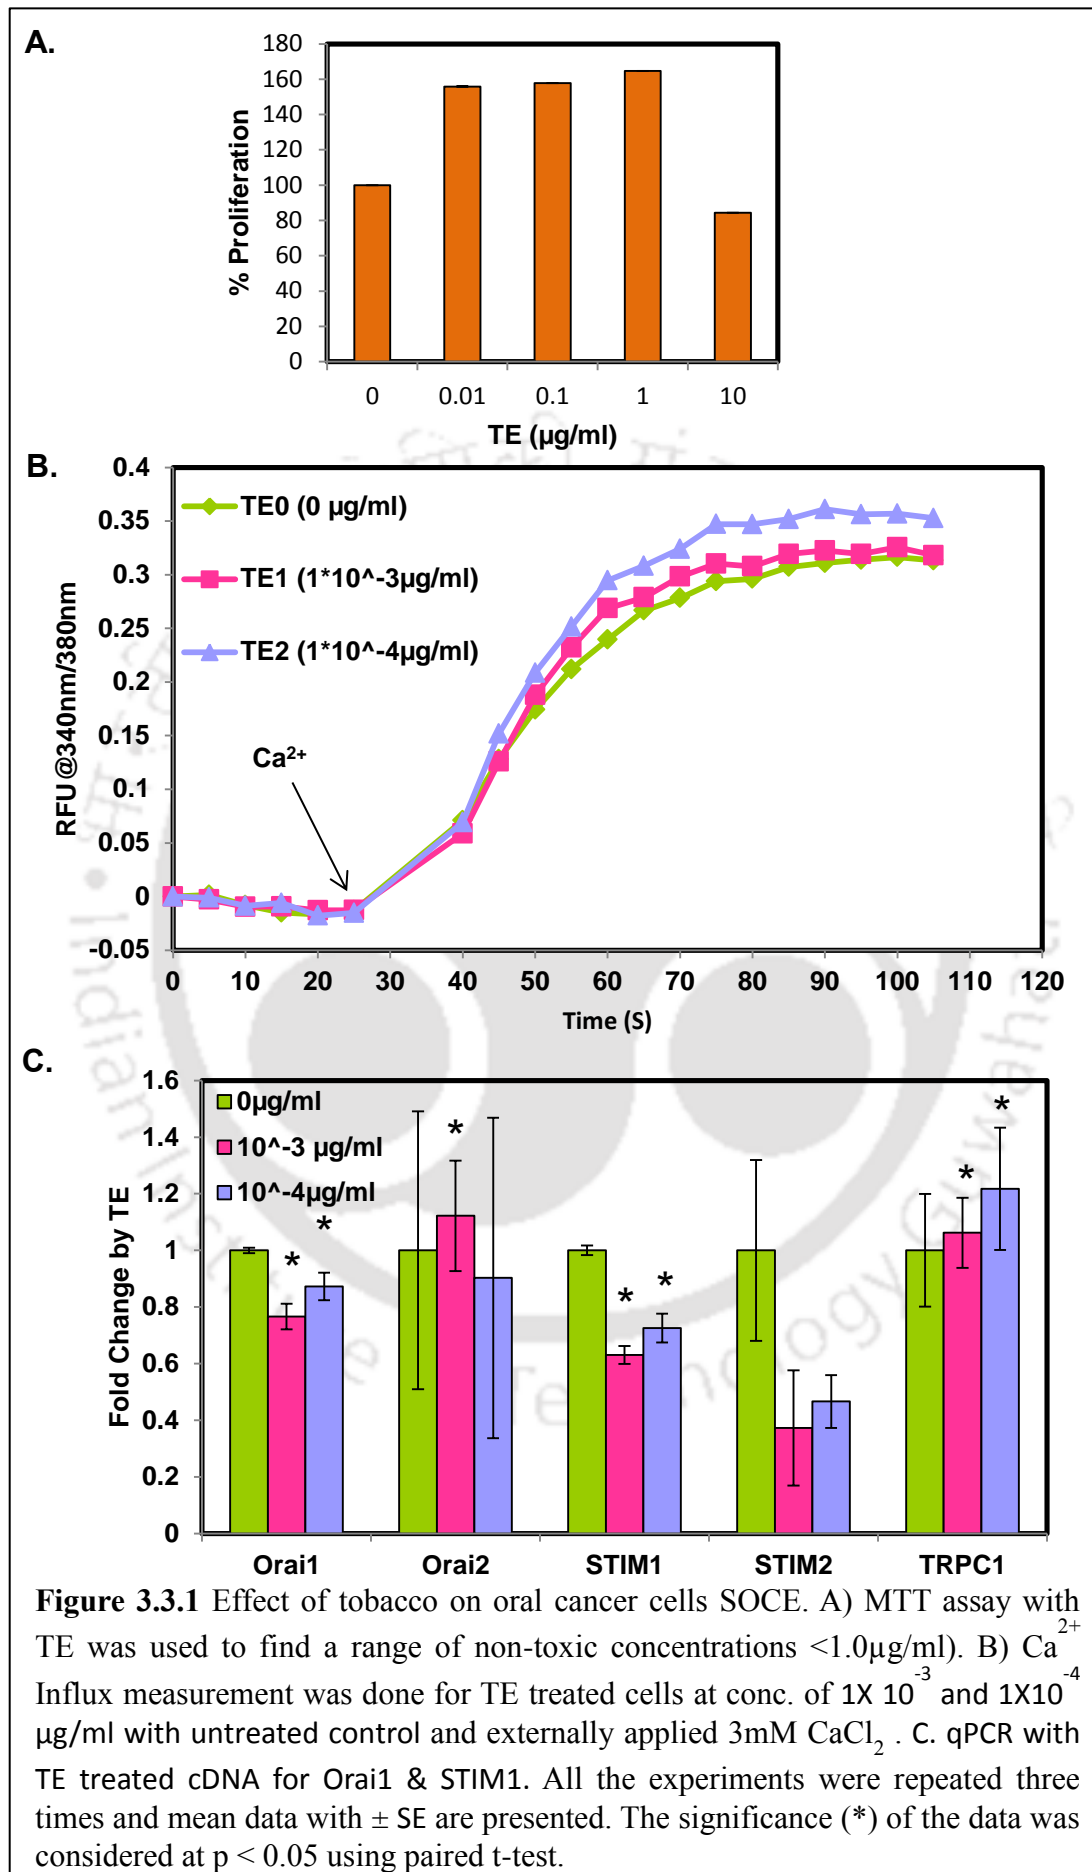 A.
180
160
140
120
100
80
60
40
20
0
% Proliferation
0 0.01 0.1 1 10
TE (µg/ml)
B.
0.4
0.35
0.3
0.25
0.2
0.15
0.1
0.05
0
-0.05
RFU @340nm/380nm
TE0 (0 µg/ml)
TE1 (1*10^-3µg/ml)
TE2 (1*10^-4µg/ml)
Ca2+
0 10 20 30 40 50 60 70 80 90 100 110 120
Time (S)
C.
1.6
1.4
1.2
1
0.8
0.6
0.4
0.2
0
Fold Change by TE
0µg/ml
10^-3 µg/ml
10^-4µg/ml
* * * * * * *
Orai1 Orai2 STIM1 STIM2 TRPC1
Figure 3.3.1 Effect of tobacco on oral cancer cells SOCE. A) MTT assay with
TE was used to find a range of non-toxic concentrations <1.0µg/ml). B) Ca2+
Influx measurement was done for TE treated cells at conc. of 1X 10-3 and 1X10-4
µg/ml with untreated control and externally applied 3mM CaCl2 . C. qPCR with
TE treated cDNA for Orai1 & STIM1. All the experiments were repeated three
times and mean data with ± SE are presented. The significance (*) of the data was
considered at p < 0.05 using paired t-test.
Indian Institute
Technology Guwahati